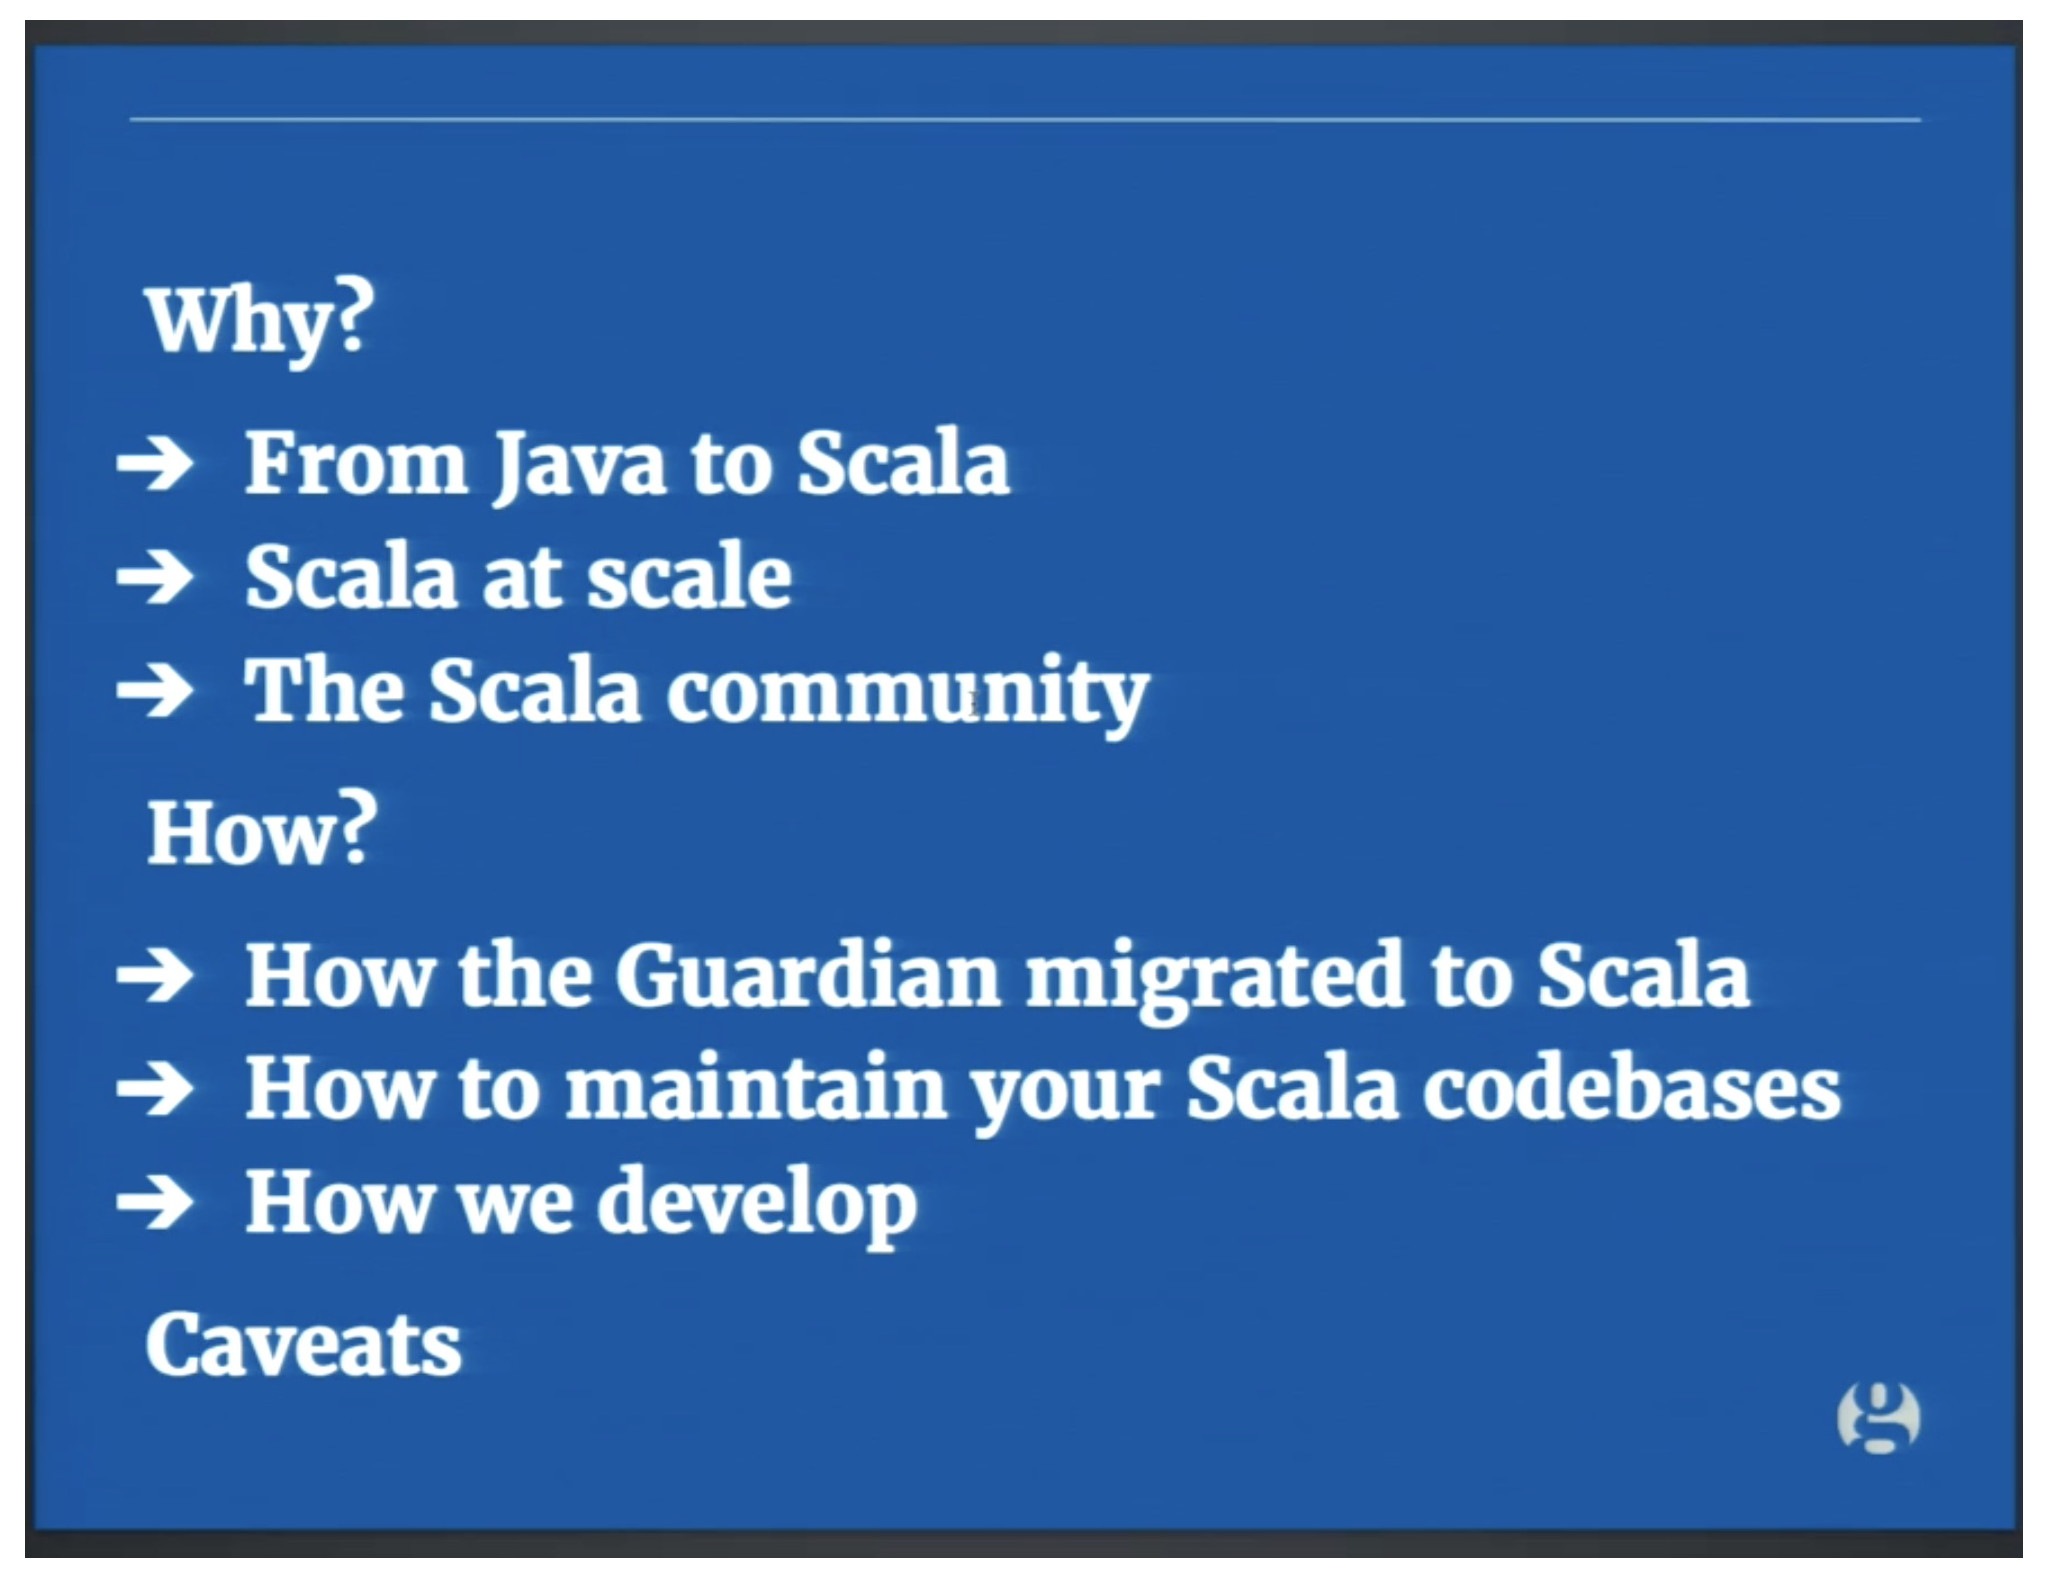 Why?
➔ From Java to Scala
➔ Scala at scale
➔ The Scala community
How?
➔ How the Guardian migrated to Scala
➔ How to maintain your Scala codebases
➔ How we develop
Caveats
g